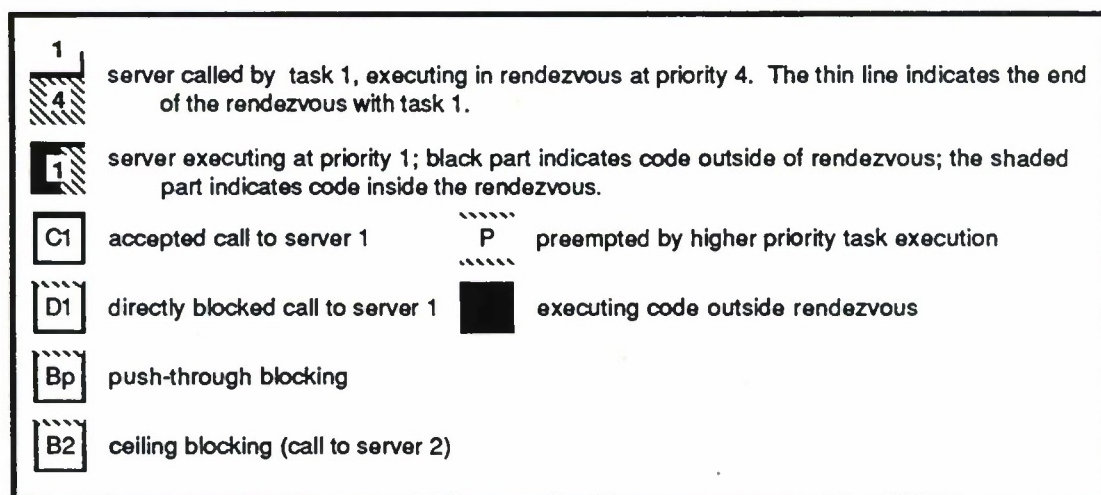 1
4
server called by task 1, executing in rendezvous at priority 4. The thin line indicates the end
of the rendezvous with task 1.
1
server executing at priority 1; black part indicates code outside of rendezvous; the shaded
part indicates code inside the rendezvous.
C1 accepted call to server 1 P preempted by higher priority task execution
D1 directly blocked call to server 1 executing code outside rendezvous
Bp push-through blocking
B2 ceiling blocking (call to server 2)